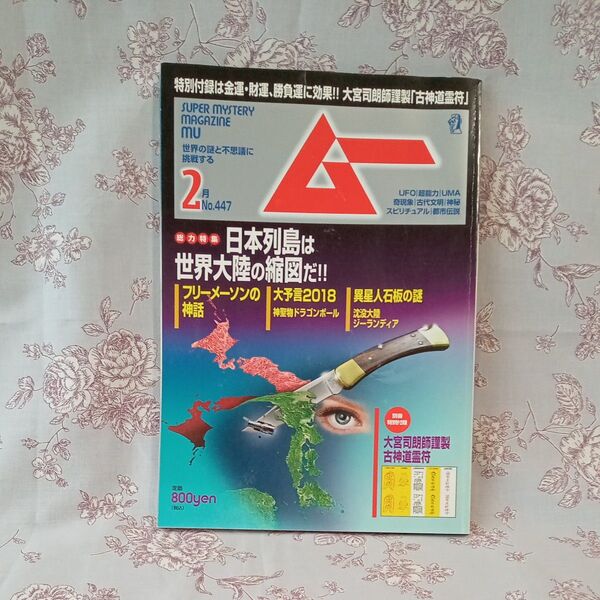 特別付録は金運・財運、勝負運に効果!! 大宮司朗師謹製「古神道霊符」
SUPER MYSTERY
MAGAZINE
MU
世界の謎と不思議に
挑戦する
2月
No.447
ムー
UFO|超能力|UMA
奇現象|古代文明|神秘
スピリチュアル|都市伝説
総力特集 日本列島は
世界大陸の縮図だ!!
フリーメーソンの
神話
大予言2018
神聖物ドラゴンボール
異星人石板の謎
沈没大陸
ジーランディア
特別付録
大宮司朗師謹製
古神道霊符
定価
800yen
(税込)